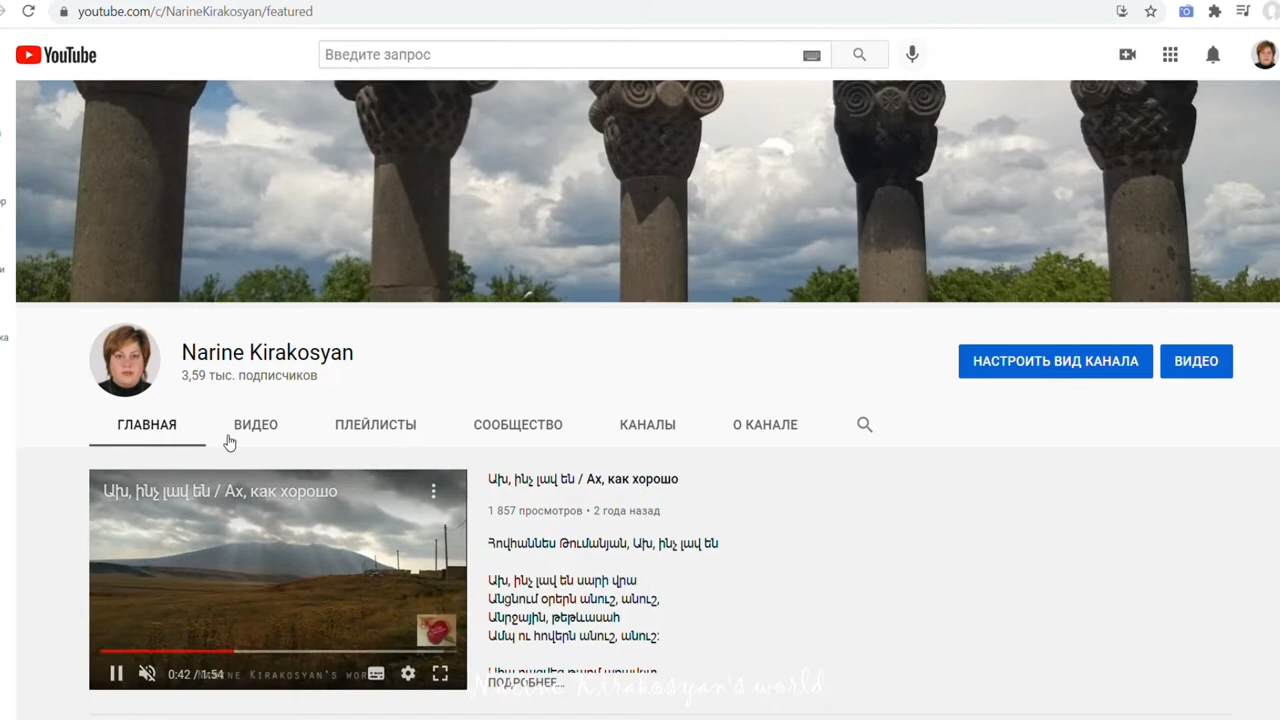 youtube.com/c/NarineKirakosyan/featured
YouTube
Введите запрос
Narine Kirakosyan
3,59 тыс. подписчиков
НАСТРОИТЬ ВИД КАНАЛА
ВИДЕО
ГЛАВНАЯ
ВИДЕО
ПЛЕЙЛИСТЫ
СООБЩЕСТВО
КАНАЛЫ
О КАНАЛЕ
Ախ, ինչ լավ են / Ах, как хорошо
0:42 / 1:54
Narine Kirakosyan's wor
Ախ, ինչ լավ են / Ах, как хорошо
1 857 просмотров • 2 года назад
Հովհաննես Թումանյան, Ախ, ինչ լավ են
Ախ, ինչ լավ են սարի վրա
Անցնում օրերն անուշ, անուշ,
Անրջային, թեթևասահ
Ամպ ու հովերն անուշ, անուշ:
ПОДРОБНЕЕ...
Narine Kirakosyan's world